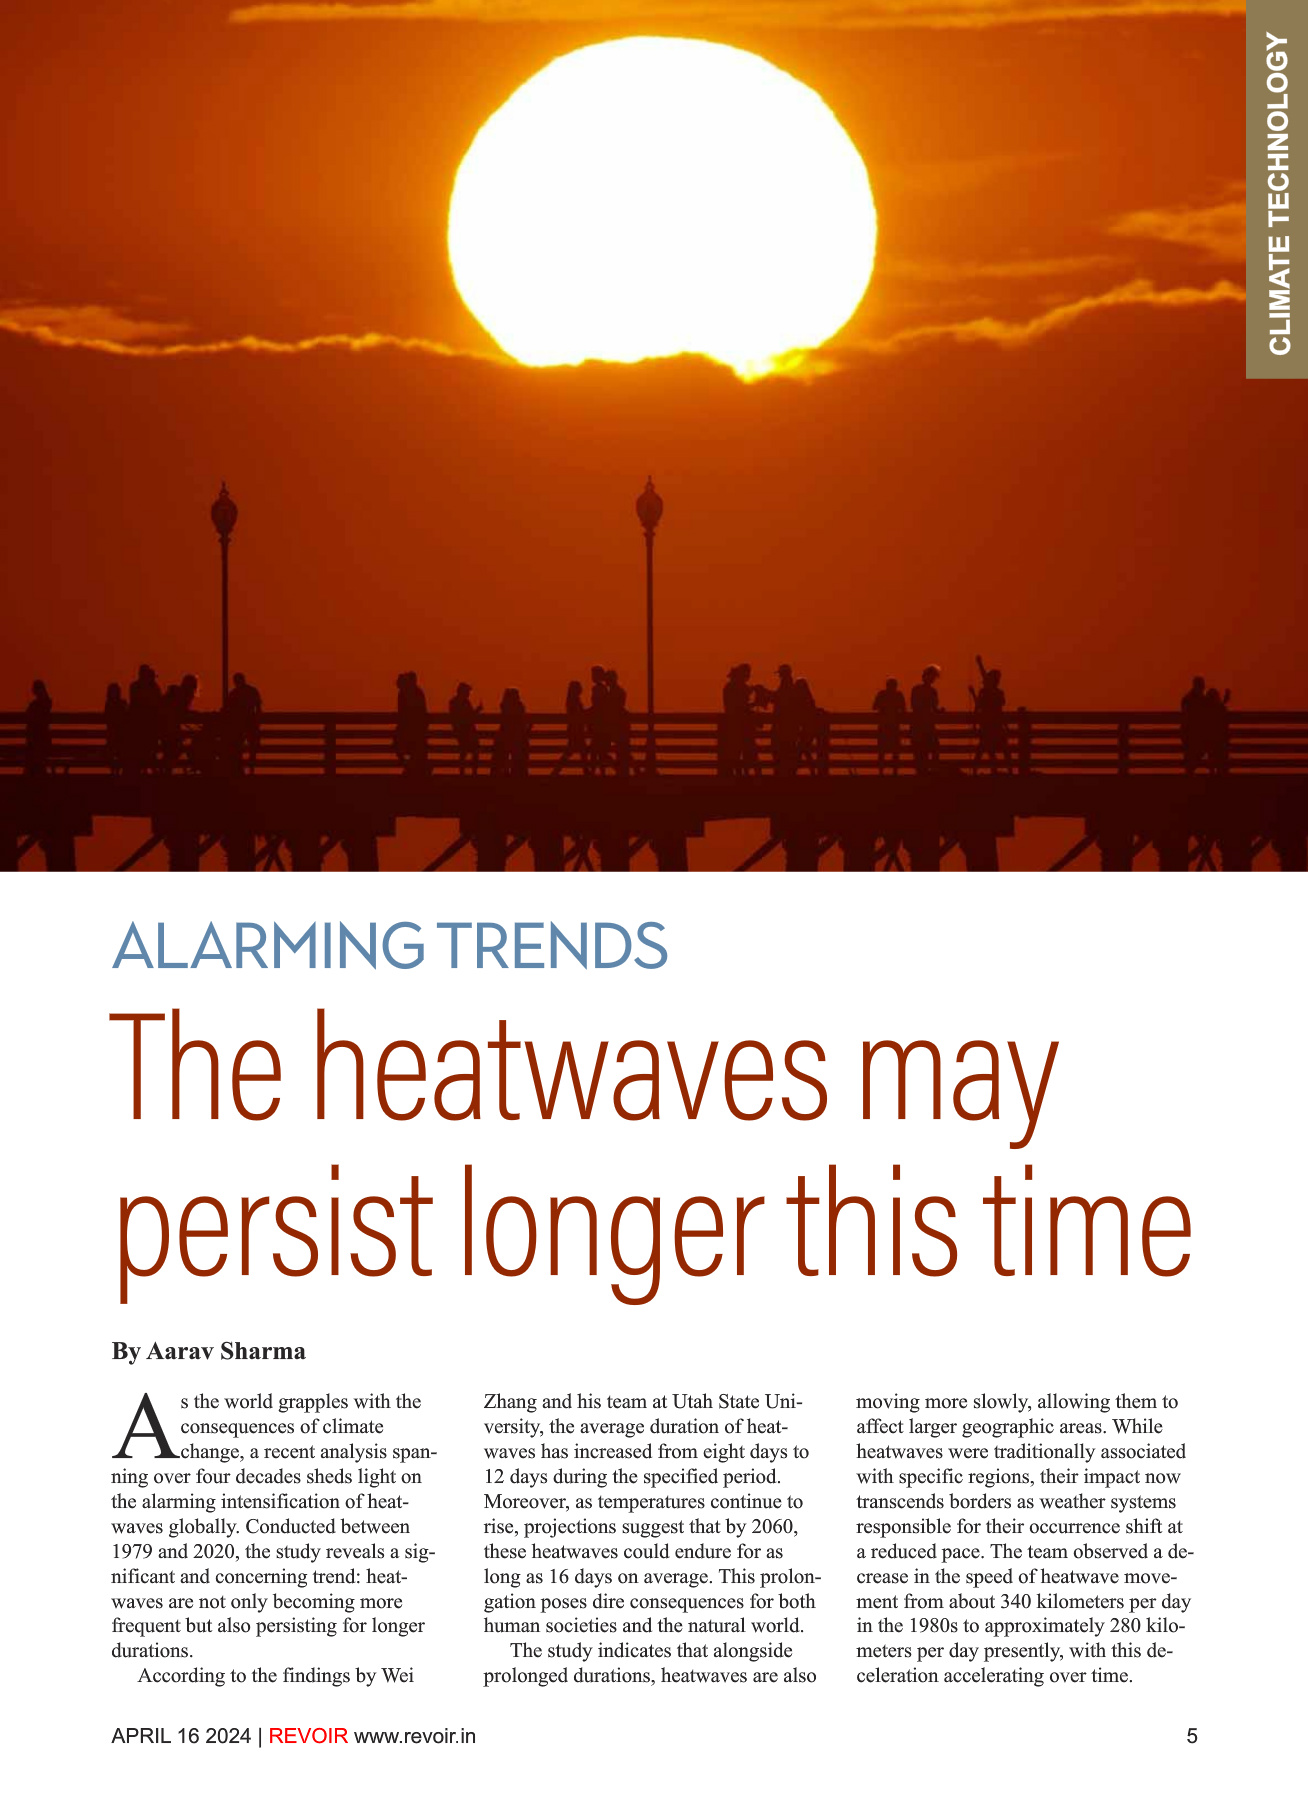 CLIMATE TECHNOLOGY
ALARMING TRENDS
The heatwaves may
persist longer this time
By Aarav Sharma
As the world grapples with the
consequences of climate
change, a recent analysis span-
ning over four decades sheds light on
the alarming intensification of heat-
waves globally. Conducted between
1979 and 2020, the study reveals a sig-
nificant and concerning trend: heat-
waves are not only becoming more
frequent but also persisting for longer
durations.
According to the findings by Wei
Zhang and his team at Utah State Uni-
versity, the average duration of heat-
waves has increased from eight days to
12 days during the specified period.
Moreover, as temperatures continue to
rise, projections suggest that by 2060,
these heatwaves could endure for as
long as 16 days on average. This prolon-
gation poses dire consequences for both
human societies and the natural world.
The study indicates that alongside
prolonged durations, heatwaves are also
moving more slowly, allowing them to
affect larger geographic areas. While
heatwaves were traditionally associated
with specific regions, their impact now
transcends borders as weather systems
responsible for their occurrence shift at
a reduced pace. The team observed a de-
crease in the speed of heatwave move-
ment from about 340 kilometers per day
in the 1980s to approximately 280 kilo-
meters per day presently, with this de-
celeration accelerating over time.
APRIL 16 2024 | REVOIR www.revoir.in
5